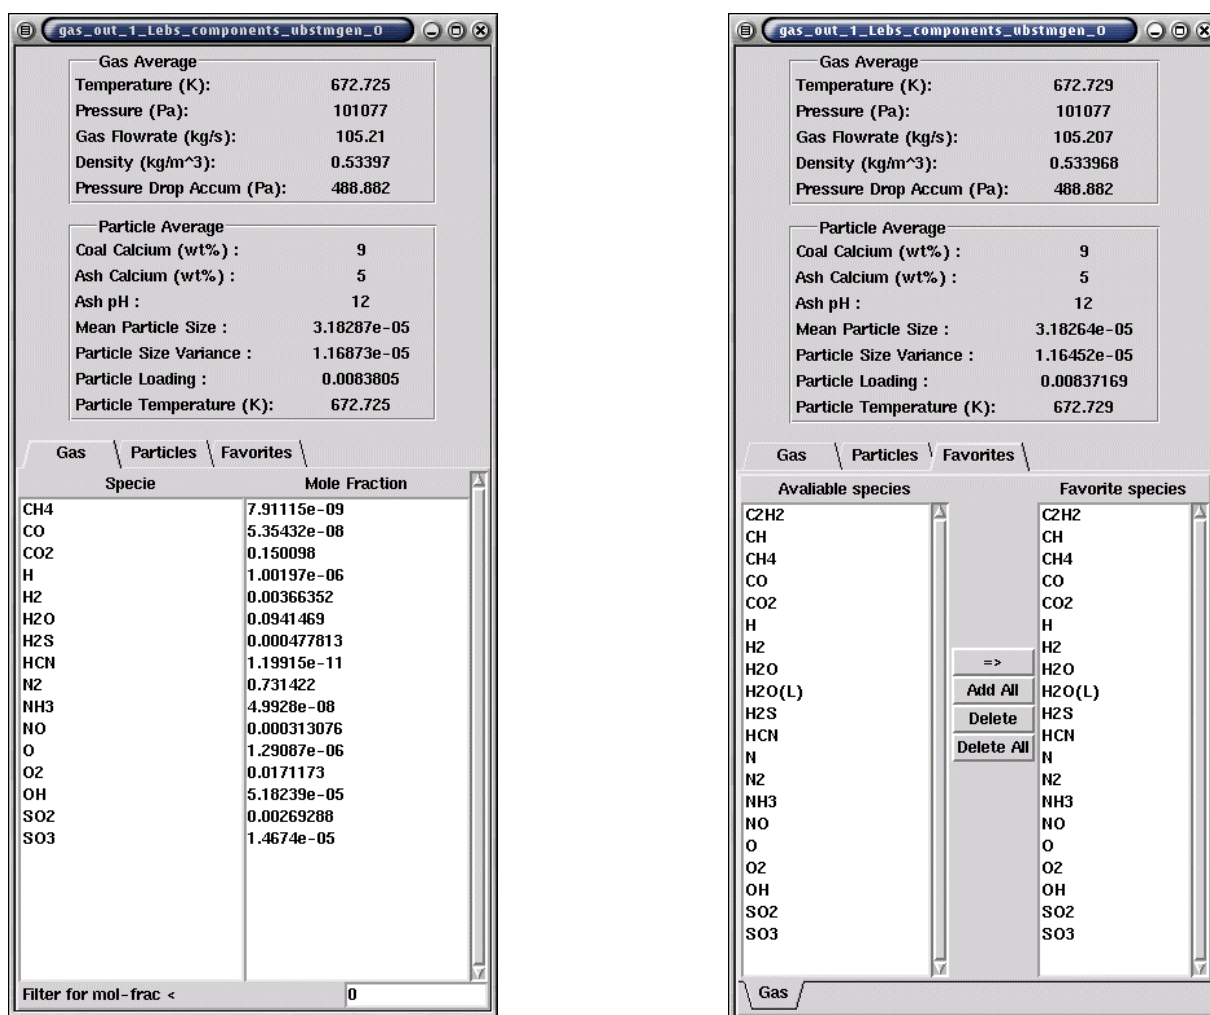 gas_out_1_Lebs_components_ubstmgen_0
Gas Average
Temperature (K): 672.725
Pressure (Pa): 101077
Gas Flowrate (kg/s): 105.21
Density (kg/m^3): 0.53397
Pressure Drop Accum (Pa): 488.882
Particle Average
Coal Calcium (wt%) : 9
Ash Calcium (wt%) : 5
Ash pH : 12
Mean Particle Size : 3.18287e-05
Particle Size Variance : 1.16873e-05
Particle Loading : 0.0083805
Particle Temperature (K): 672.725
Gas Particles Favorites
Specie Mole Fraction
CH4 7.91115e-09
CO 5.35432e-08
CO2 0.150098
H 1.00197e-06
H2 0.00366352
H2O 0.0941469
H2S 0.000477813
HCN 1.19915e-11
N2 0.731422
NH3 4.9928e-08
NO 0.000313076
O 1.29087e-06
O2 0.0171173
OH 5.18239e-05
SO2 0.00269288
SO3 1.4674e-05
Filter for mol-frac < 0
gas_out_1_Lebs_components_ubstmgen_0
Gas Average
Temperature (K): 672.729
Pressure (Pa): 101077
Gas Flowrate (kg/s): 105.207
Density (kg/m^3): 0.533968
Pressure Drop Accum (Pa): 488.882
Particle Average
Coal Calcium (wt%) : 9
Ash Calcium (wt%) : 5
Ash pH : 12
Mean Particle Size : 3.18264e-05
Particle Size Variance : 1.16452e-05
Particle Loading : 0.00837169
Particle Temperature (K): 672.729
Gas Particles Favorites
Avaliable species Favorite species
C2H2 C2H2
CH CH
CH4 CH4
CO CO
CO2 CO2
H H
H2 H2
=>
H2O H2O
Add All
H2O(L) H2O(L)
Delete
H2S H2S
HCN HCN
Delete All
N N
N2 N2
NH3 NH3
NO NO
O O
O2 O2
OH OH
SO2 SO2
SO3 SO3
Gas